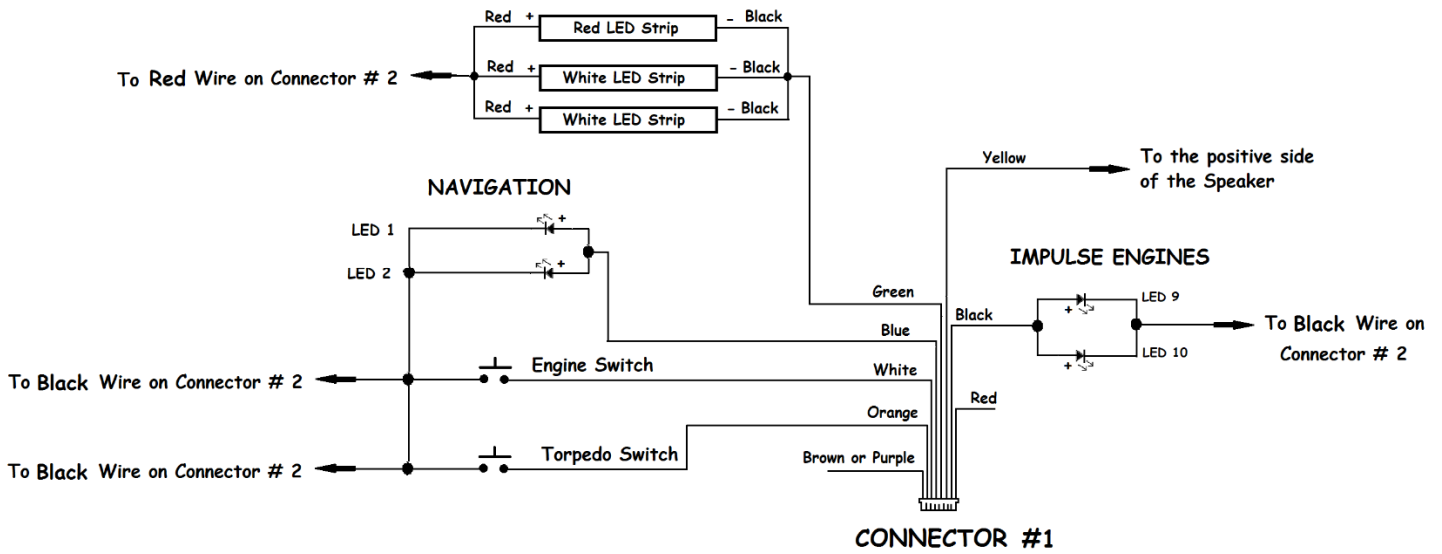 Red + Red LED Strip - Black
To Red Wire on Connector # 2
Red + White LED Strip - Black
Red + White LED Strip - Black
Yellow
To the positive side
of the Speaker
NAVIGATION
LED 1 +
LED 2 +
IMPULSE ENGINES
Green
Black
LED 9
+
To Black Wire on
Connector # 2
LED 10
+
Blue
To Black Wire on Connector # 2
Engine Switch
White
Red
Orange
To Black Wire on Connector # 2
Torpedo Switch
Brown or Purple
CONNECTOR #1